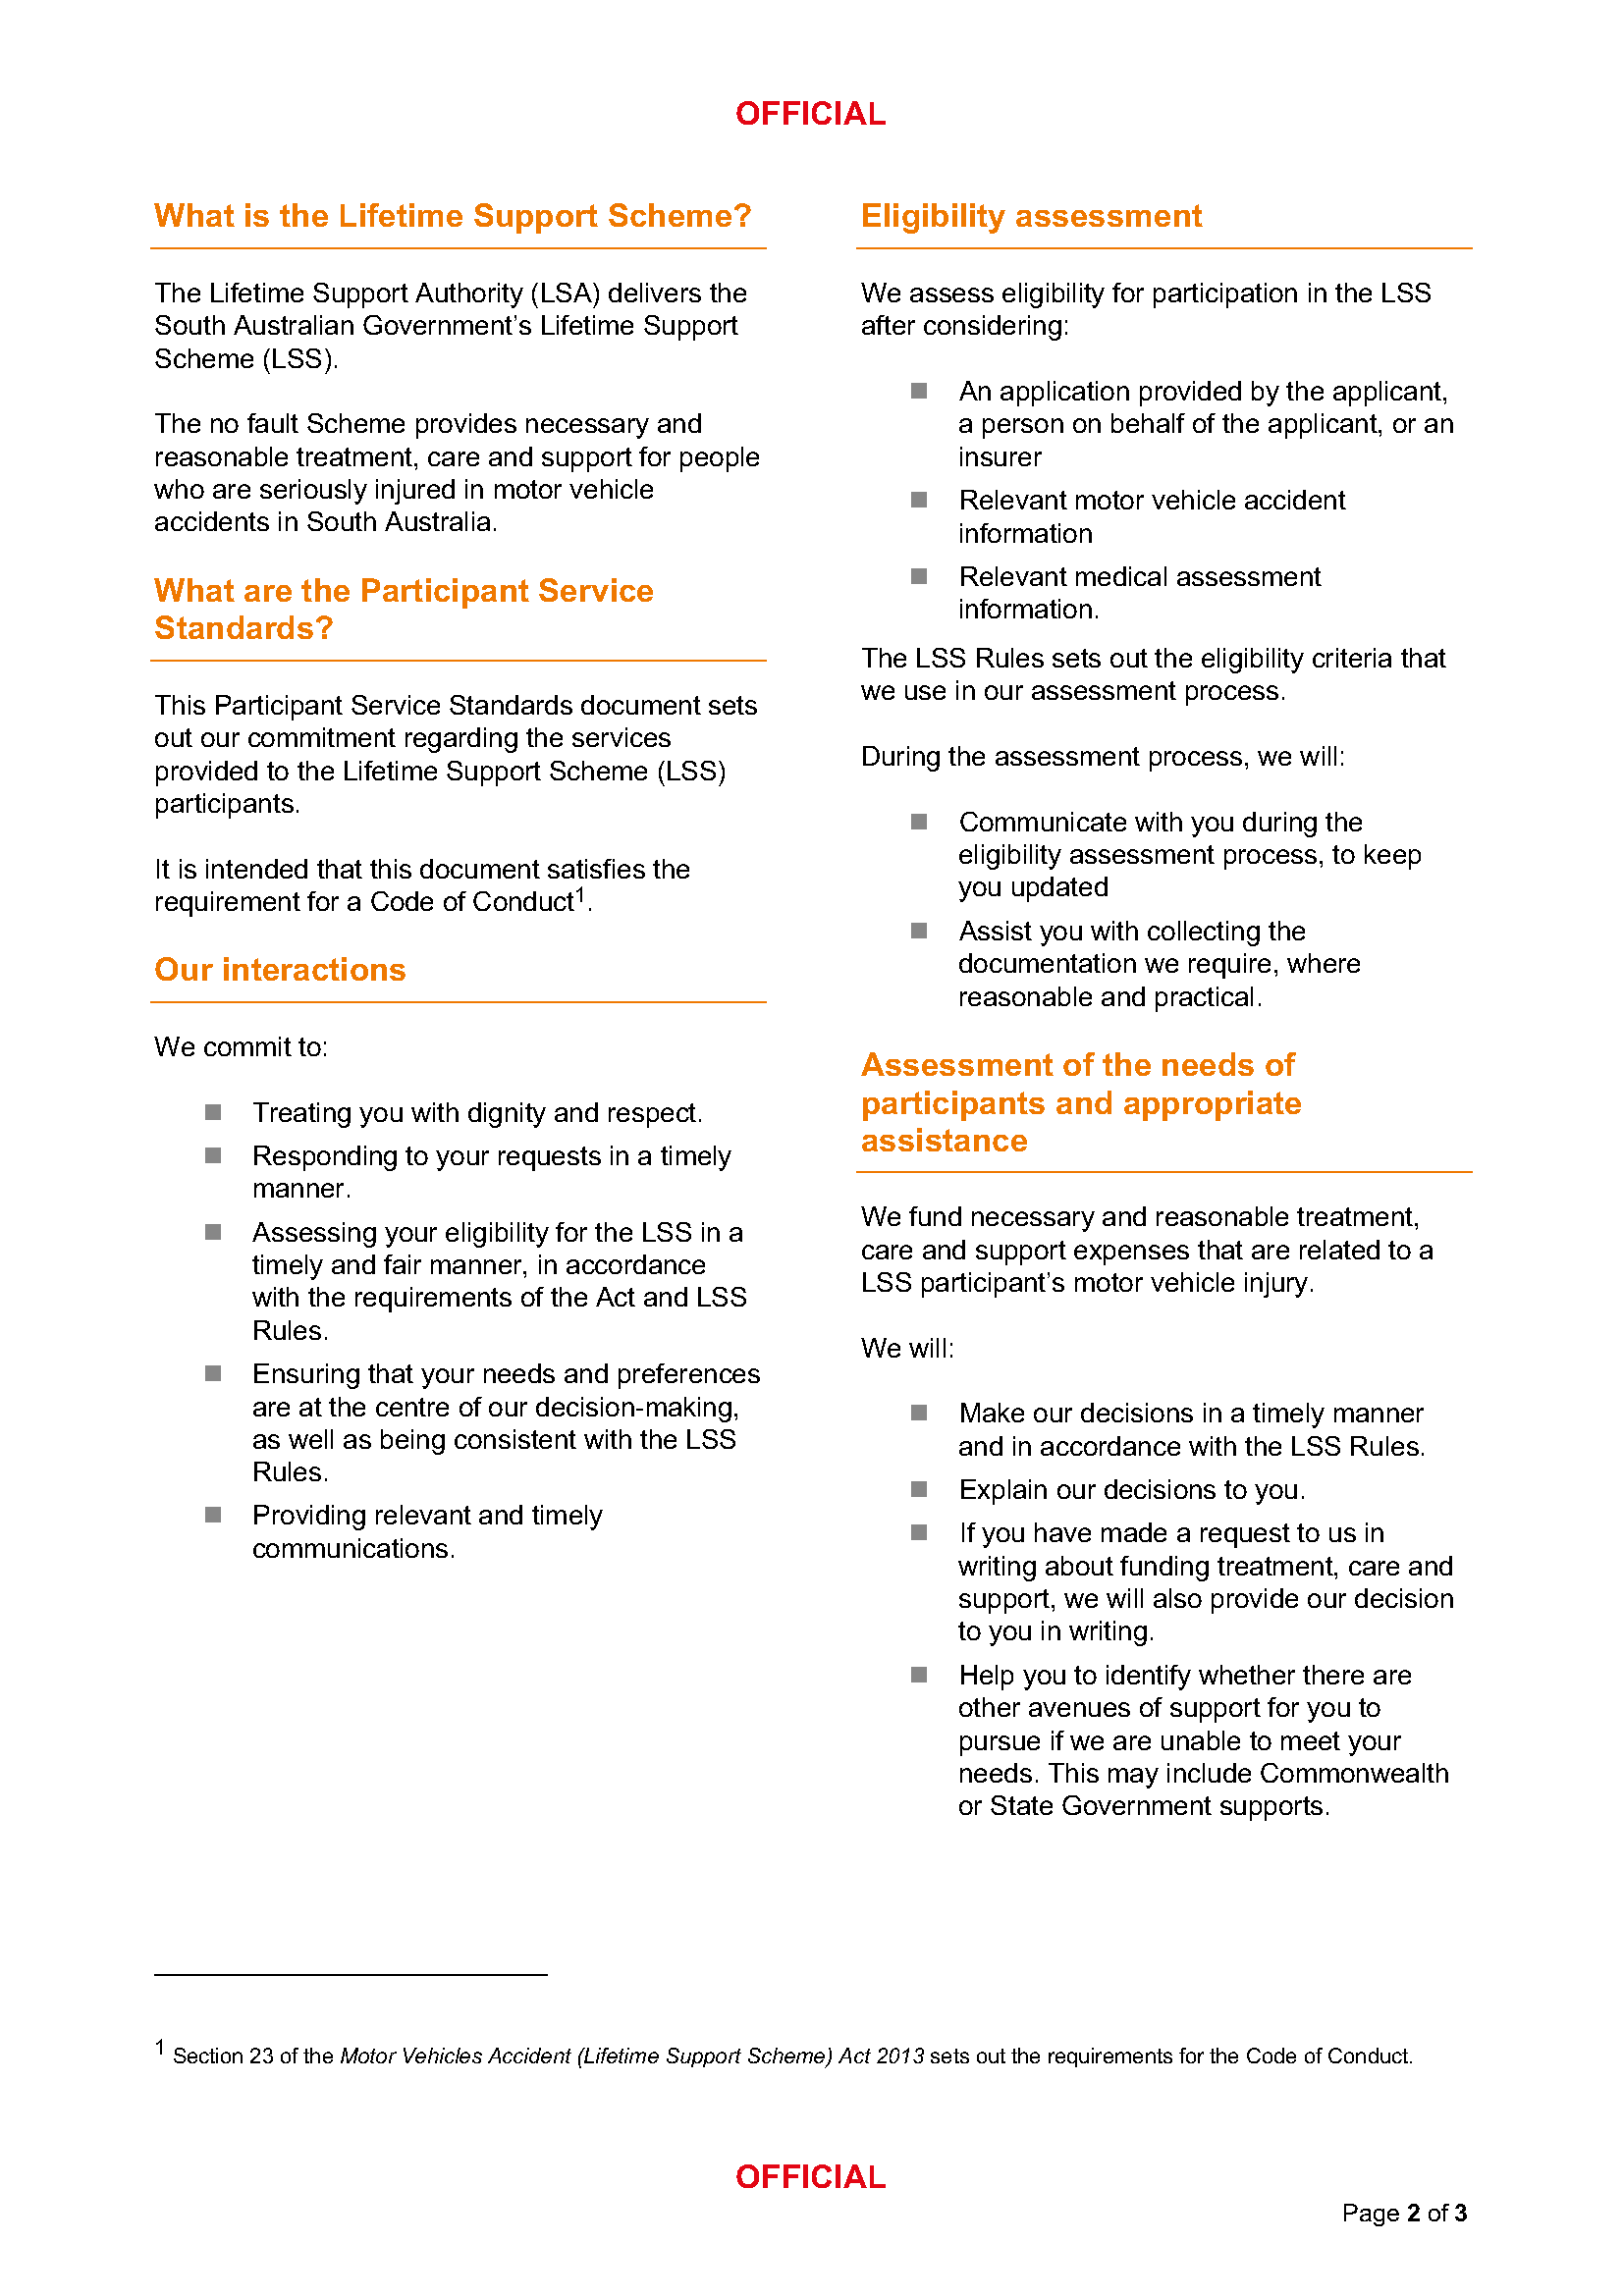 OFFICIAL
What is the Lifetime Support Scheme?
The Lifetime Support Authority (LSA) delivers the
South Australian Government’s Lifetime Support
Scheme (LSS).
The no fault Scheme provides necessary and
reasonable treatment, care and support for people
who are seriously injured in motor vehicle
accidents in South Australia.
What are the Participant Service
Standards?
This Participant Service Standards document sets
out our commitment regarding the services
provided to the Lifetime Support Scheme (LSS)
participants.
It is intended that this document satisfies the
requirement for a Code of Conduct1.
Our interactions
We commit to:
■ Treating you with dignity and respect.
■ Responding to your requests in a timely
manner.
■ Assessing your eligibility for the LSS in a
timely and fair manner, in accordance
with the requirements of the Act and LSS
Rules.
■ Ensuring that your needs and preferences
are at the centre of our decision-making,
as well as being consistent with the LSS
Rules.
■ Providing relevant and timely
communications.
Eligibility assessment
We assess eligibility for participation in the LSS
after considering:
■ An application provided by the applicant,
a person on behalf of the applicant, or an
insurer
■ Relevant motor vehicle accident
information
■ Relevant medical assessment
information.
The LSS Rules sets out the eligibility criteria that
we use in our assessment process.
During the assessment process, we will:
■ Communicate with you during the
eligibility assessment process, to keep
you updated
■ Assist you with collecting the
documentation we require, where
reasonable and practical.
Assessment of the needs of
participants and appropriate
assistance
We fund necessary and reasonable treatment,
care and support expenses that are related to a
LSS participant’s motor vehicle injury.
We will:
■ Make our decisions in a timely manner
and in accordance with the LSS Rules.
■ Explain our decisions to you.
■ If you have made a request to us in
writing about funding treatment, care and
support, we will also provide our decision
to you in writing.
■ Help you to identify whether there are
other avenues of support for you to
pursue if we are unable to meet your
needs. This may include Commonwealth
or State Government supports.
1 Section 23 of the Motor Vehicles Accident (Lifetime Support Scheme) Act 2013 sets out the requirements for the Code of Conduct.
OFFICIAL
Page 2 of 3